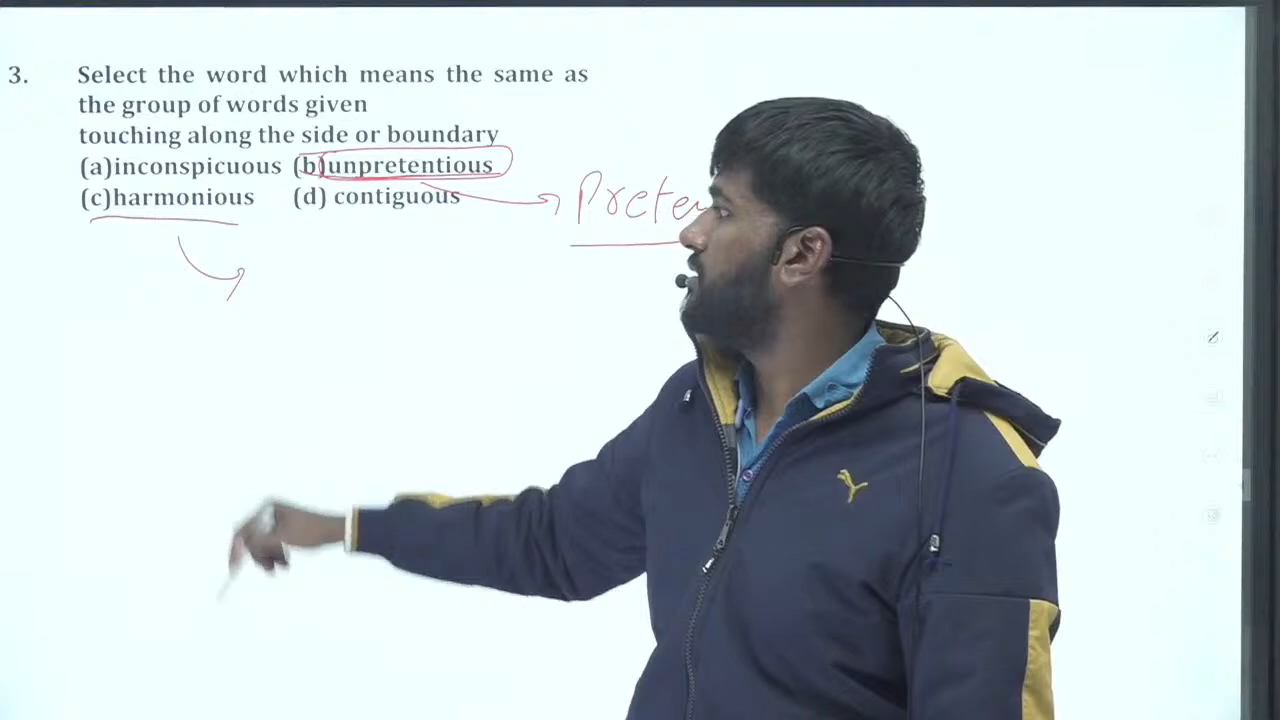 3. Select the word which means the same as
the group of words given
touching along the side or boundary
(a)inconspicuous (b)unpretentious
(c)harmonious (d) contiguous